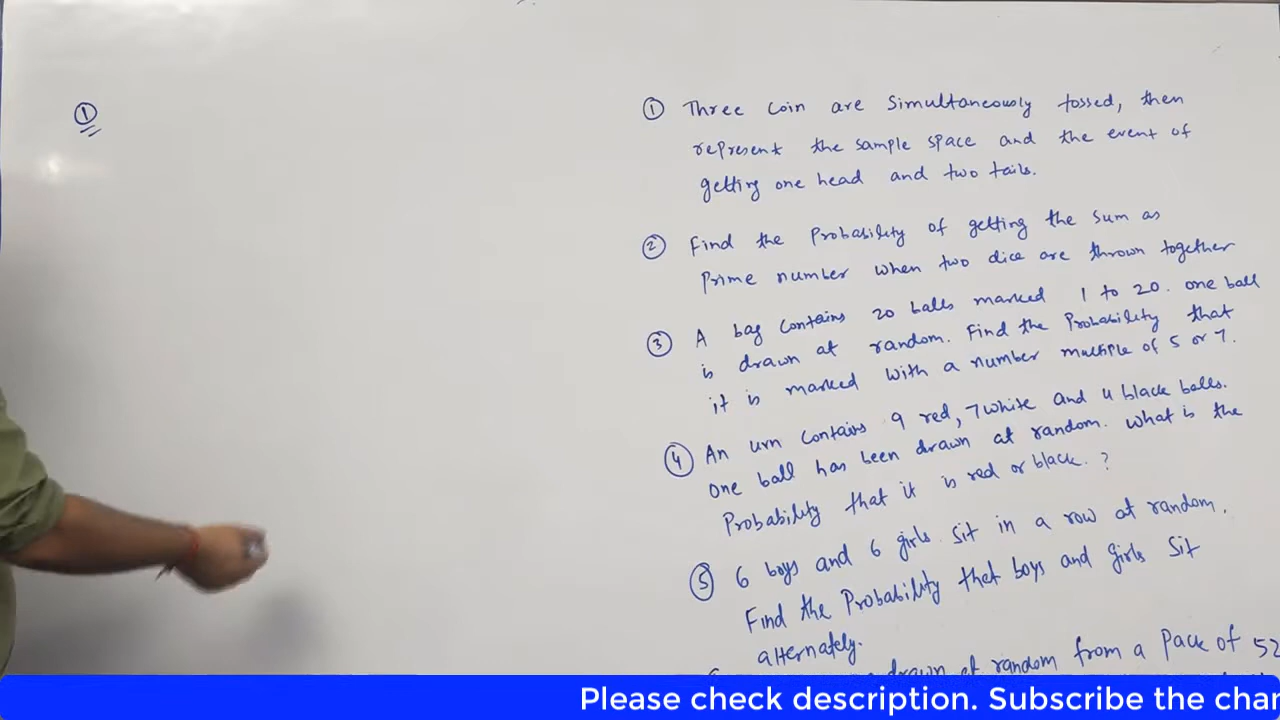 ①
① Three coin are simultaneously tossed, then
represent the sample space and the event of
getting one head and two tails.
② Find the Probability of getting the sum as
Prime number when two dice are thrown together
③ A bag contains 20 balls marked 1 to 20. one ball
is drawn at random. Find the Probability that
it is marked with a number multiple of 5 or 7.
④ An urn contains 9 red, 7 white and 4 black balls.
one ball has been drawn at random. what is the
Probability that it is red or black.?
⑤ 6 boys and 6 girls sit in a row at random.
Find the Probability that boys and girls sit
alternately.
drawn at random from a Pack of 52
Please check description. Subscribe the chan